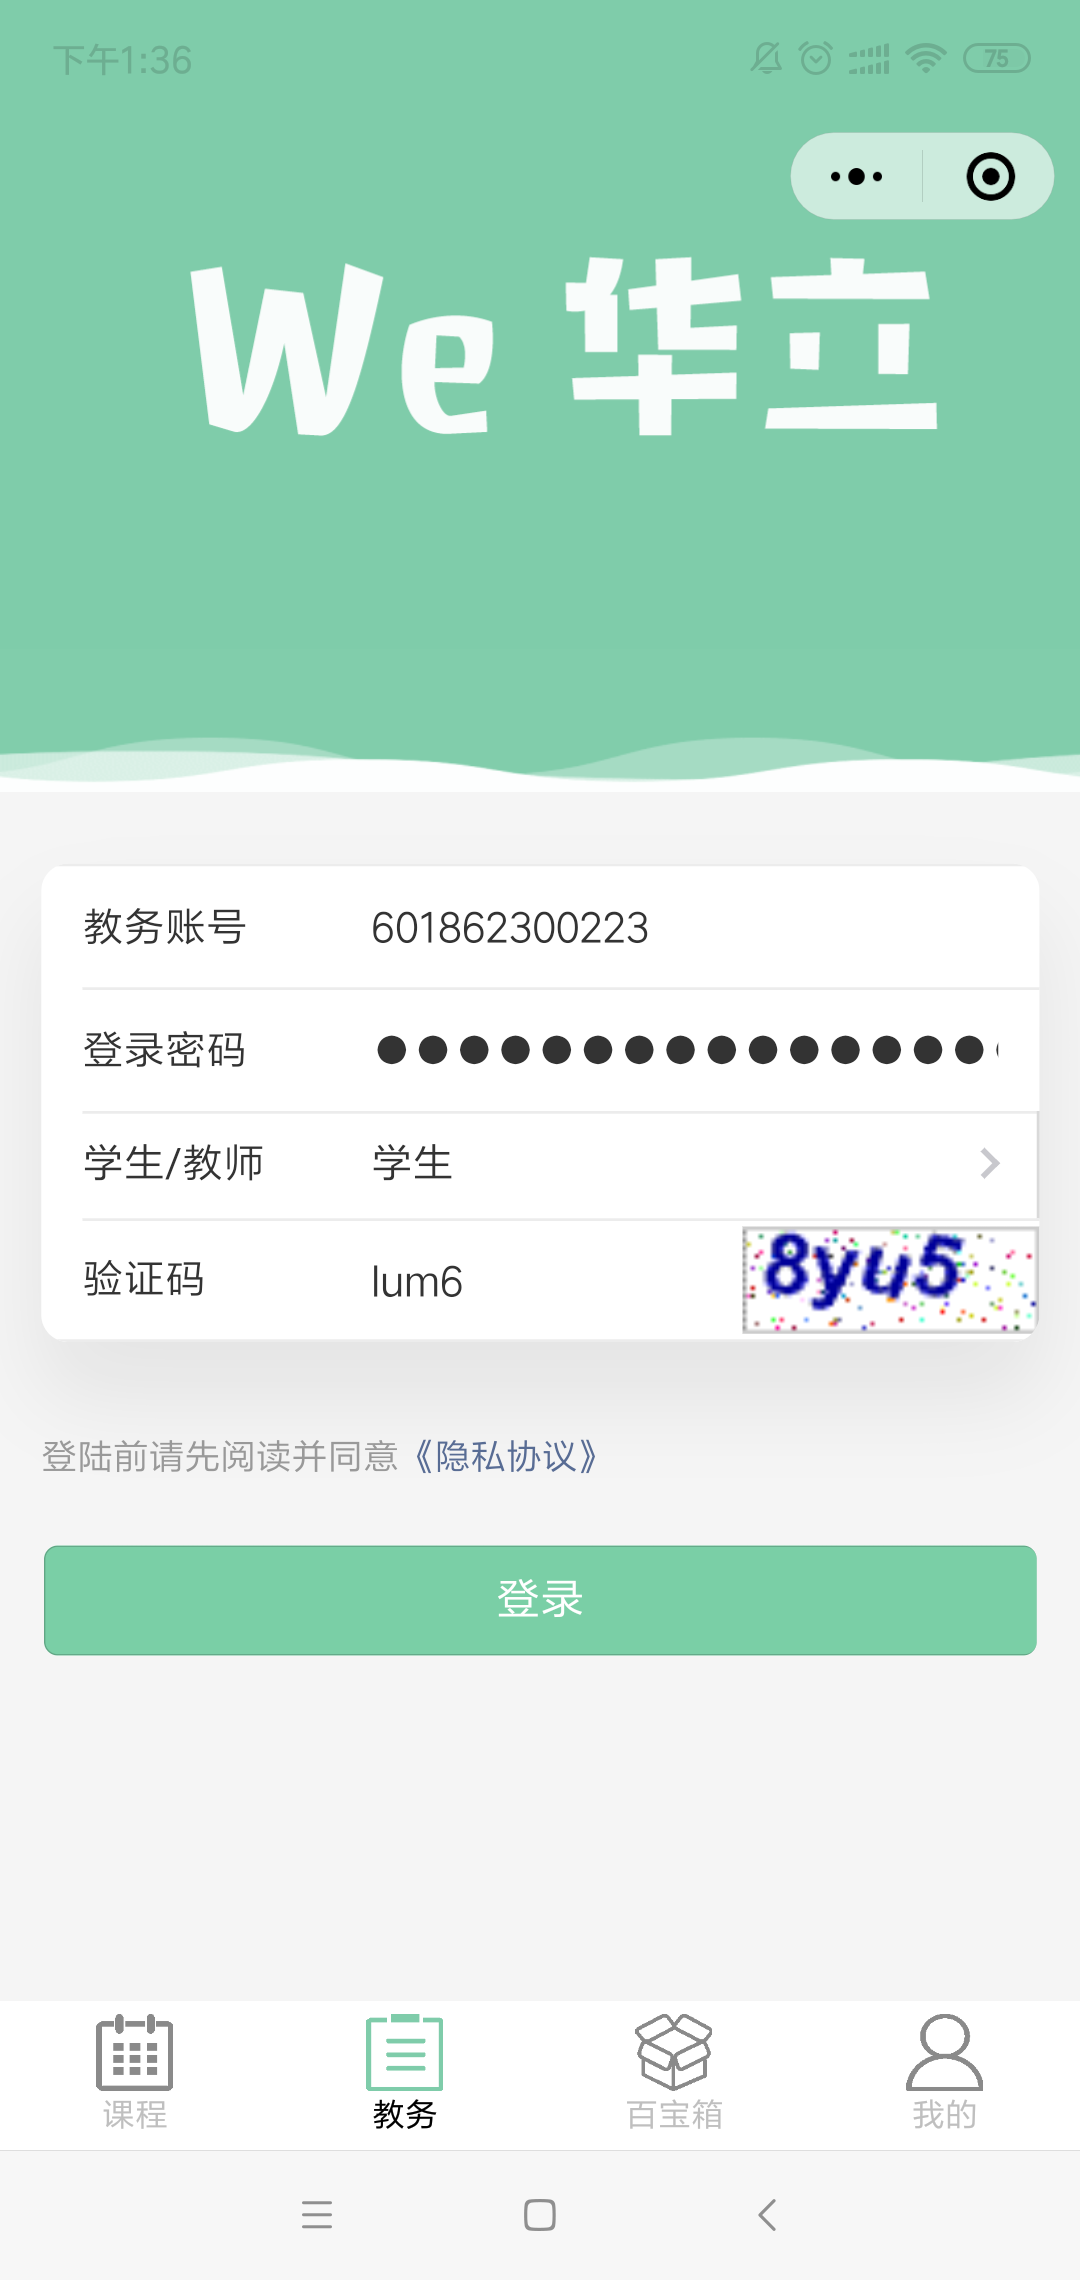 下午1:36
75
We 华立
教务账号 601862300223
登录密码
学生/教师 学生
验证码 lum6 8yu5
登陆前请先阅读并同意《隐私协议》
登录
课程 教务 百宝箱 我的